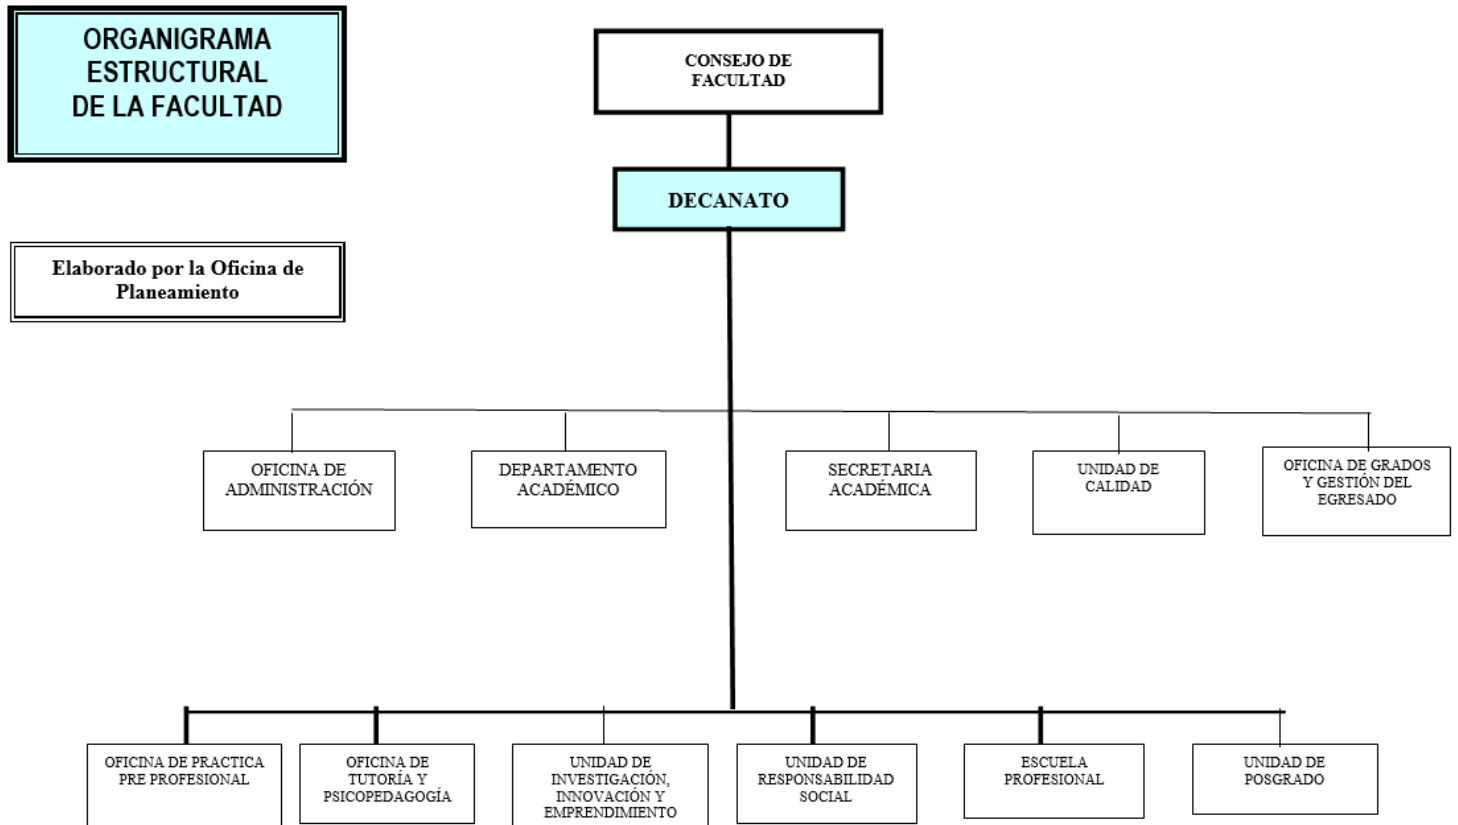 ORGANIGRAMA
ESTRUCTURAL
DE LA FACULTAD
CONSEJO DE
FACULTAD
DECANATO
Elaborado por la Oficina de
Planeamiento
OFICINA DE
ADMINISTRACIÓN
DEPARTAMENTO
ACADÉMICO
SECRETARIA
ACADÉMICA
UNIDAD DE
CALIDAD
OFICINA DE GRADOS
Y GESTIÓN DEL
EGRESADO
OFICINA DE PRACTICA
PRE PROFESIONAL
OFICINA DE
TUTORÍA Y
PSICOPEDAGOGÍA
UNIDAD DE
INVESTIGACIÓN,
INNOVACIÓN Y
EMPRENDIMIENTO
UNIDAD DE
RESPONSABILIDAD
SOCIAL
ESCUELA
PROFESIONAL
UNIDAD DE
POSGRADO